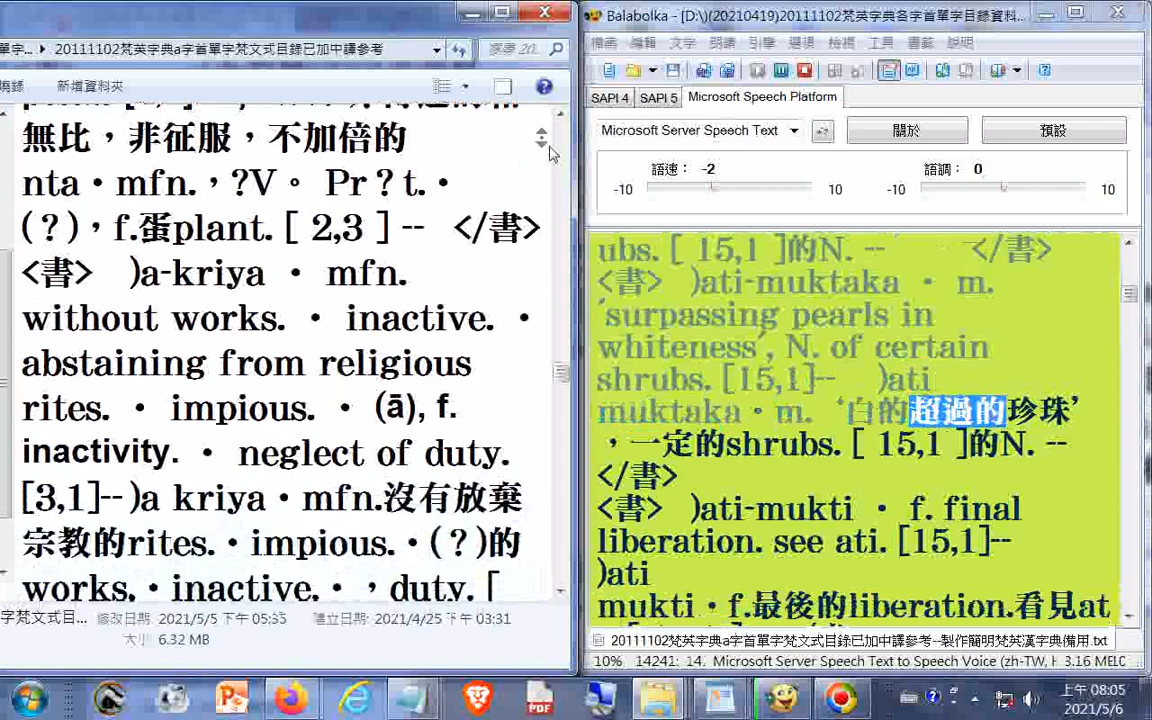 20111102梵英字典a字首單字梵文式目錄已加中譯參考
新增資料夾
無比，非征服，不加倍的
nta•mfn.，?V。 Pr？t.•
(？)，f.蛋plant. [ 2,3 ] -- </書>
<書> )a-kriya • mfn.
without works. • inactive. •
abstaining from religious
rites. • impious. • (ā), f.
inactivity. • neglect of duty.
[3,1]--)a kriya•mfn.沒有放棄
宗教的rites.•impious.•(？)的
works.•inactive.•，duty. [
修改日期: 2021/5/5 下午 05:35 建立日期: 2021/4/25 下午 03:31
大小: 6.32 MB
Balabolka - [D:\)(20210419)20111102梵英字典各字首單字目錄資料...
檔案 編輯 文字 朗讀 引擎 選項 檢視 工具 書籤 說明
SAPI 4 SAPI 5 Microsoft Speech Platform
Microsoft Server Speech Text 關於 預設
語速: -2 語調: 0
-10 10 -10 10
ubs. [ 15,1 ]的N. -- </書>
<書> )ati-muktaka • m.
'surpassing pearls in
whiteness', N. of certain
shrubs. [15,1]-- )ati
muktaka•m. ‘白的超過的珍珠’
，一定的shrubs. [ 15,1 ]的N. --
</書>
<書> )ati-mukti • f. final
liberation. see ati. [15,1]--
)ati
mukti•f.最後的liberation.看見at
20111102梵英字典a字首單字梵文式目錄已加中譯參考--製作簡明梵英漢字典備用.txt
10% 14241: 14. Microsoft Server Speech Text to Speech Voice (zh-TW, 3.16 MELC
上午 08:05
2021/5/6